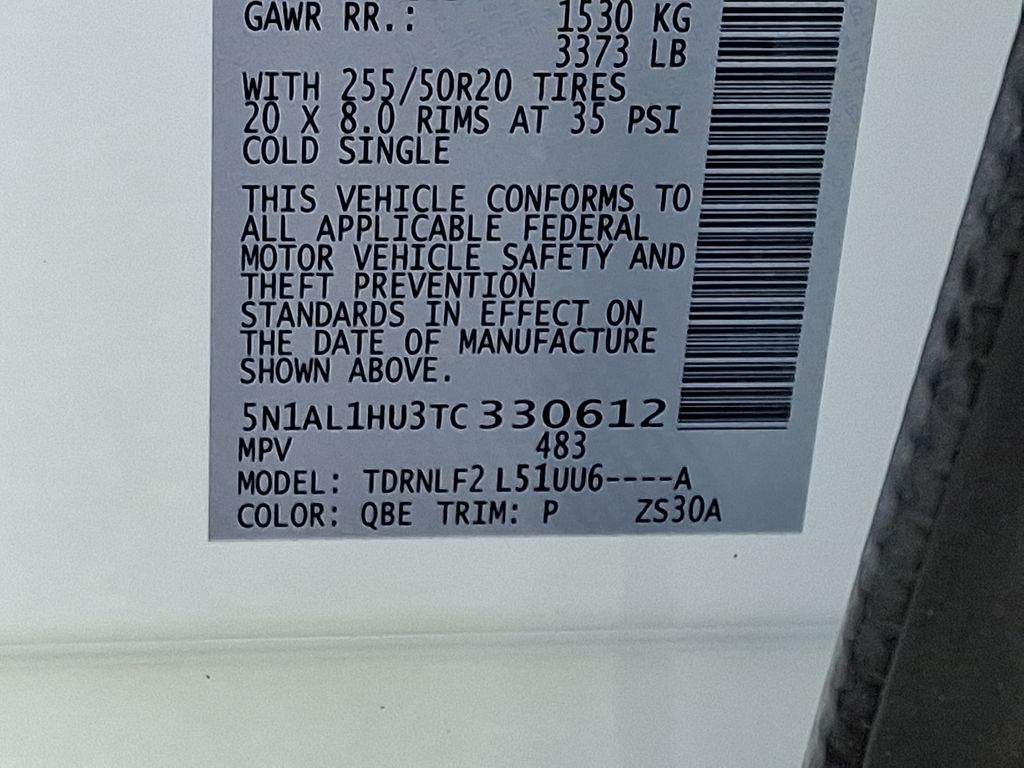 GAWR RR.: 1530 KG
3373 LB
WITH 255/50R20 TIRES
20 X 8.0 RIMS AT 35 PSI
COLD SINGLE
THIS VEHICLE CONFORMS TO
ALL APPLICABLE FEDERAL
MOTOR VEHICLE SAFETY AND
THEFT PREVENTION
STANDARDS IN EFFECT ON
THE DATE OF MANUFACTURE
SHOWN ABOVE.
5N1AL1HU3TC330612
MPV 483
MODEL: TDRNLF2 L51UU6----A
COLOR: QBE TRIM: P ZS30A